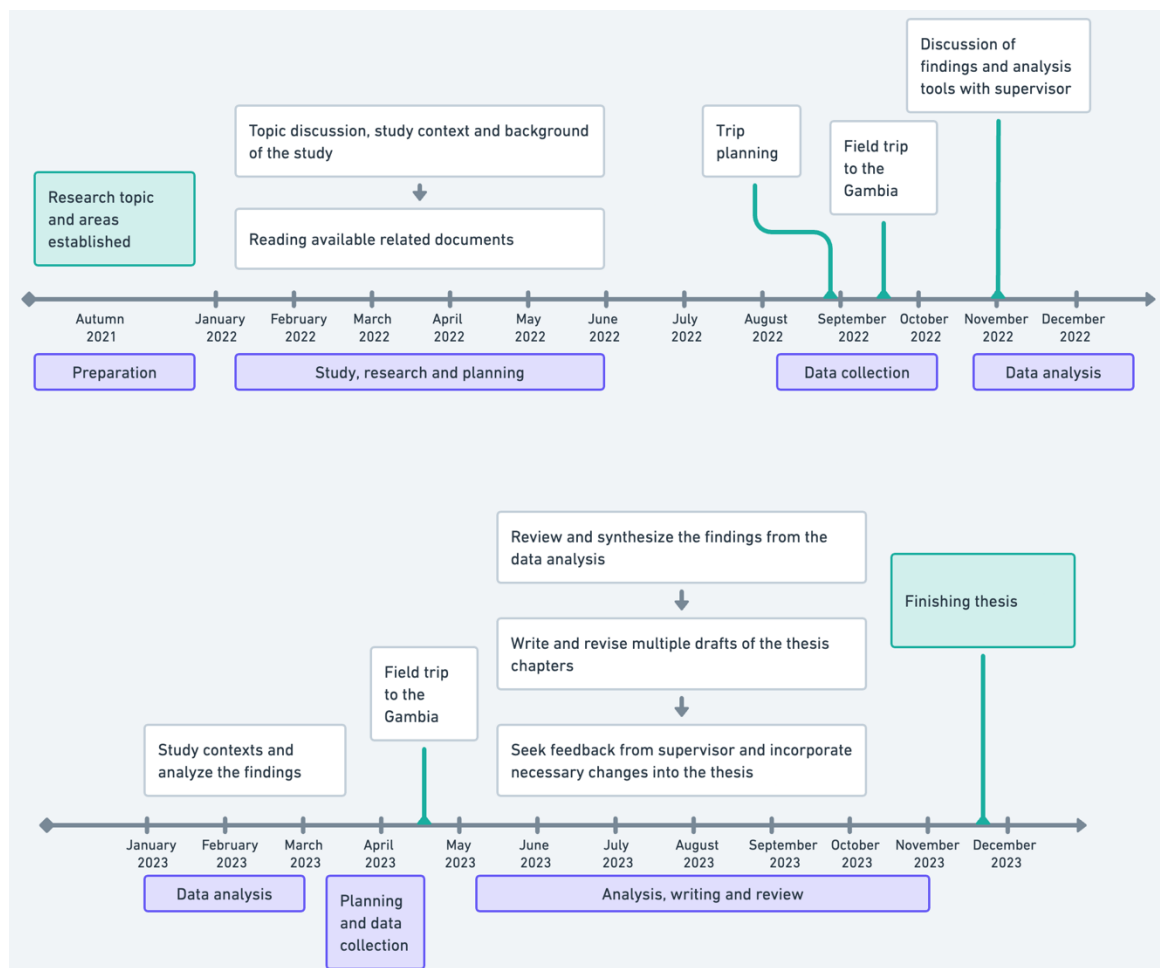 Discussion of
findings and analysis
tools with supervisor
Topic discussion, study context and background
of the study
Trip
planning
Field trip
to the
Gambia
Research topic
and areas
established
Reading available related documents
Autumn
2021
January
2022
February
2022
March
2022
April
2022
May
2022
June
2022
July
2022
August
2022
September
2022
October
2022
November
2022
December
2022
Preparation
Study, research and planning
Data collection
Data analysis
Review and synthesize the findings from the
data analysis
Finishing thesis
Write and revise multiple drafts of the thesis
chapters
Field trip
to the
Gambia
Study contexts and
analyze the findings
Seek feedback from supervisor and incorporate
necessary changes into the thesis
January
2023
February
2023
March
2023
April
2023
May
2023
June
2023
July
2023
August
2023
September
2023
October
2023
November
2023
December
2023
Data analysis
Planning
and data
collection
Analysis, writing and review